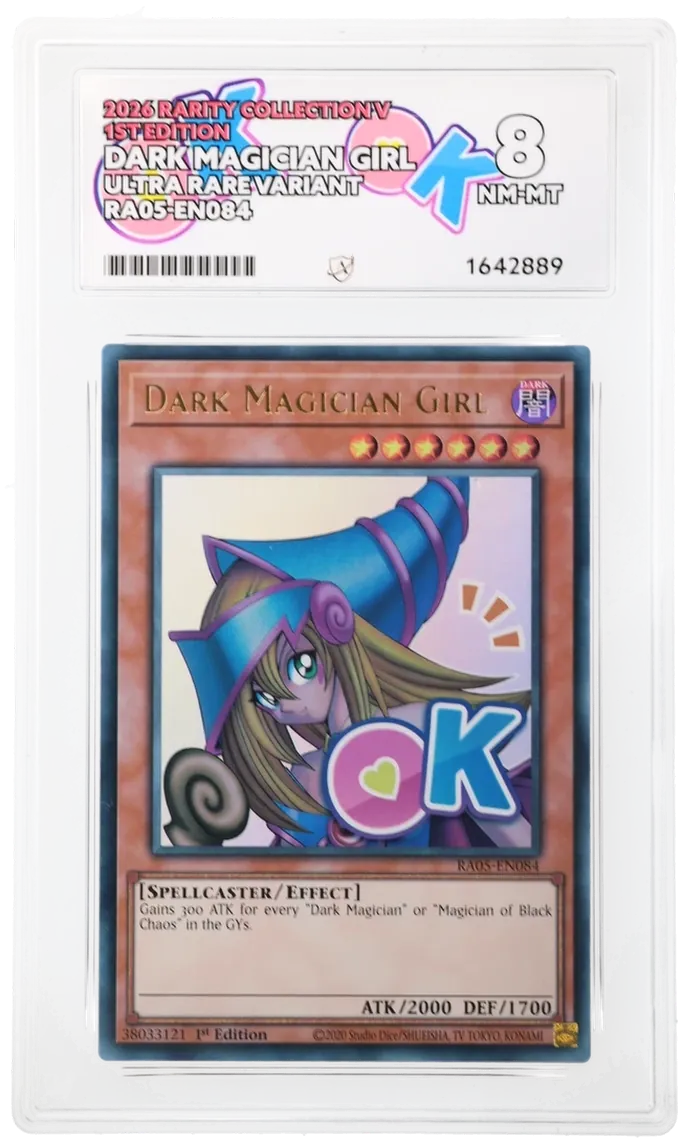 2026 RARITY COLLECTION V
1ST EDITION
DARK MAGICIAN GIRL
ULTRA RARE VARIANT
RA05-EN084
OK
8
NM-MT
1642889
DARK MAGICIAN GIRL
DARK
闇
OK
RA05-EN084
[SPELLCASTER/EFFECT]
Gains 300 ATK for every "Dark Magician" or "Magician of Black
Chaos" in the GYs.
ATK/2000 DEF/1700
38033121 1st Edition ©2020 Studio Dice/SHUEISHA, TV TOKYO, KONAMI